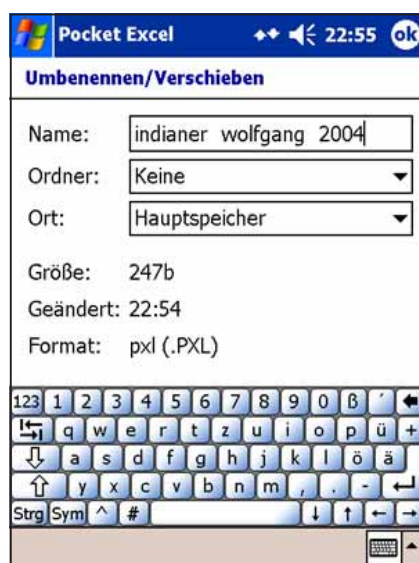 Pocket Excel 22:55 ok
Umbenennen/Verschieben
Name: indianer wolfgang 2004
Ordner: Keine
Ort: Hauptspeicher
Größe: 247b
Geändert: 22:54
Format: pxl (.PXL)
123 1 2 3 4 5 6 7 8 9 0 ß ´
q w e r t z u i o p ü +
a s d f g h j k l ö ä
y x c v b n m , . -
Strg Sym ^ #